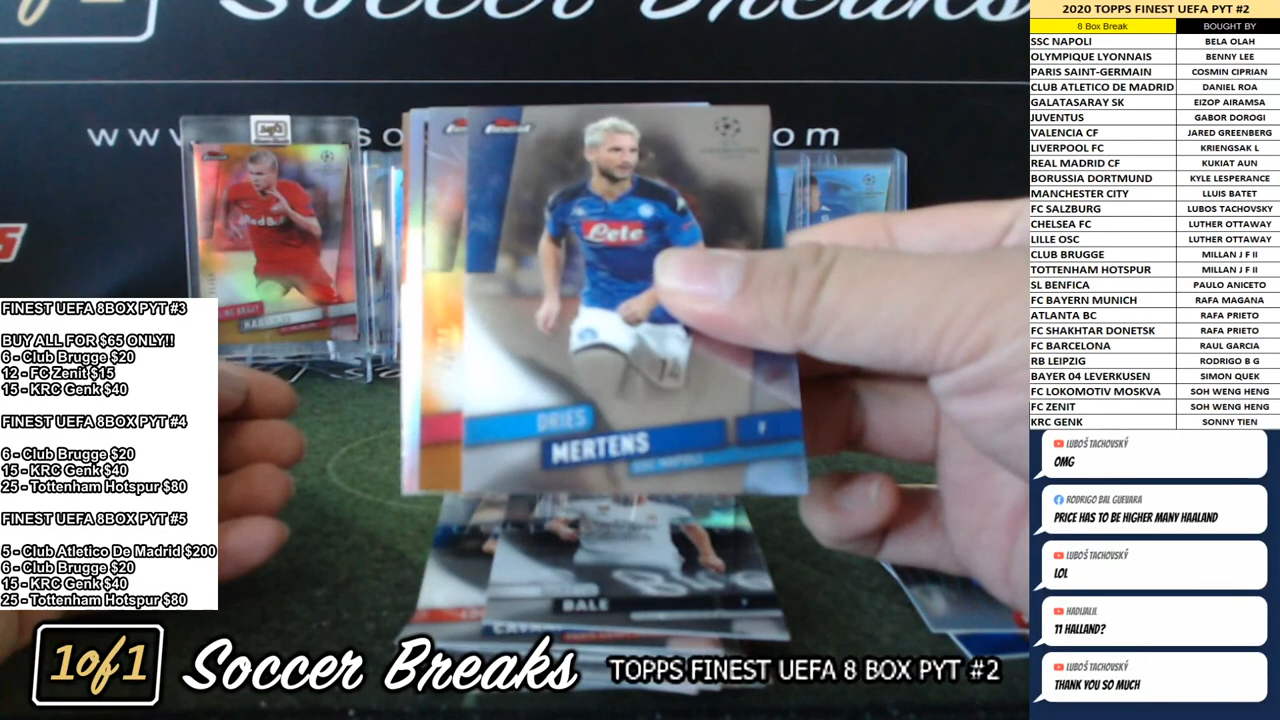 Soccer Breaks
2020 TOPPS FINEST UEFA PYT #2
8 Box Break BOUGHT BY
SSC NAPOLI BELA OLAH
OLYMPIQUE LYONNAIS BENNY LEE
PARIS SAINT-GERMAIN COSMIN CIPRIAN
CLUB ATLETICO DE MADRID DANIEL ROA
GALATASARAY SK EIZOP AIRAMSA
JUVENTUS GABOR DOROGI
VALENCIA CF JARED GREENBERG
LIVERPOOL FC KRIENGSAK L
REAL MADRID CF KUKIAT AUN
BORUSSIA DORTMUND KYLE LESPERANCE
MANCHESTER CITY LLUIS BATET
FC SALZBURG LUBOS TACHOVSKY
CHELSEA FC LUTHER OTTAWAY
LILLE OSC LUTHER OTTAWAY
CLUB BRUGGE MILLAN J F II
TOTTENHAM HOTSPUR MILLAN J F II
SL BENFICA PAULO ANICETO
FC BAYERN MUNICH RAFA MAGANA
ATLANTA BC RAFA PRIETO
FC SHAKHTAR DONETSK RAFA PRIETO
FC BARCELONA RAUL GARCIA
RB LEIPZIG RODRIGO B G
BAYER 04 LEVERKUSEN SIMON QUEK
FC LOKOMOTIV MOSKVA SOH WENG HENG
FC ZENIT SOH WENG HENG
KRC GENK SONNY TIEN
www.so om
Finest
Lete
DRIES
MERTENS
F
SSC NAPOLI
Red Bull
BALE
FINEST UEFA 8BOX PYT #3
BUY ALL FOR $65 ONLY!!
6 - Club Brugge $20
12 - FC Zenit $15
15 - KRC Genk $40
FINEST UEFA 8BOX PYT #4
6 - Club Brugge $20
15 - KRC Genk $40
25 - Tottenham Hotspur $80
FINEST UEFA 8BOX PYT #5
5 - Club Atletico De Madrid $200
6 - Club Brugge $20
15 - KRC Genk $40
25 - Tottenham Hotspur $80
LUBOŠ TACHOVSKÝ
OMG
RODRIGO BAL GUEVARA
PRICE HAS TO BE HIGHER MANY HAALAND
LUBOŠ TACHOVSKÝ
LOL
HADIJALIL
11 HALLAND?
LUBOŠ TACHOVSKÝ
THANK YOU SO MUCH
1of1 Soccer Breaks TOPPS FINEST UEFA 8 BOX PYT #2